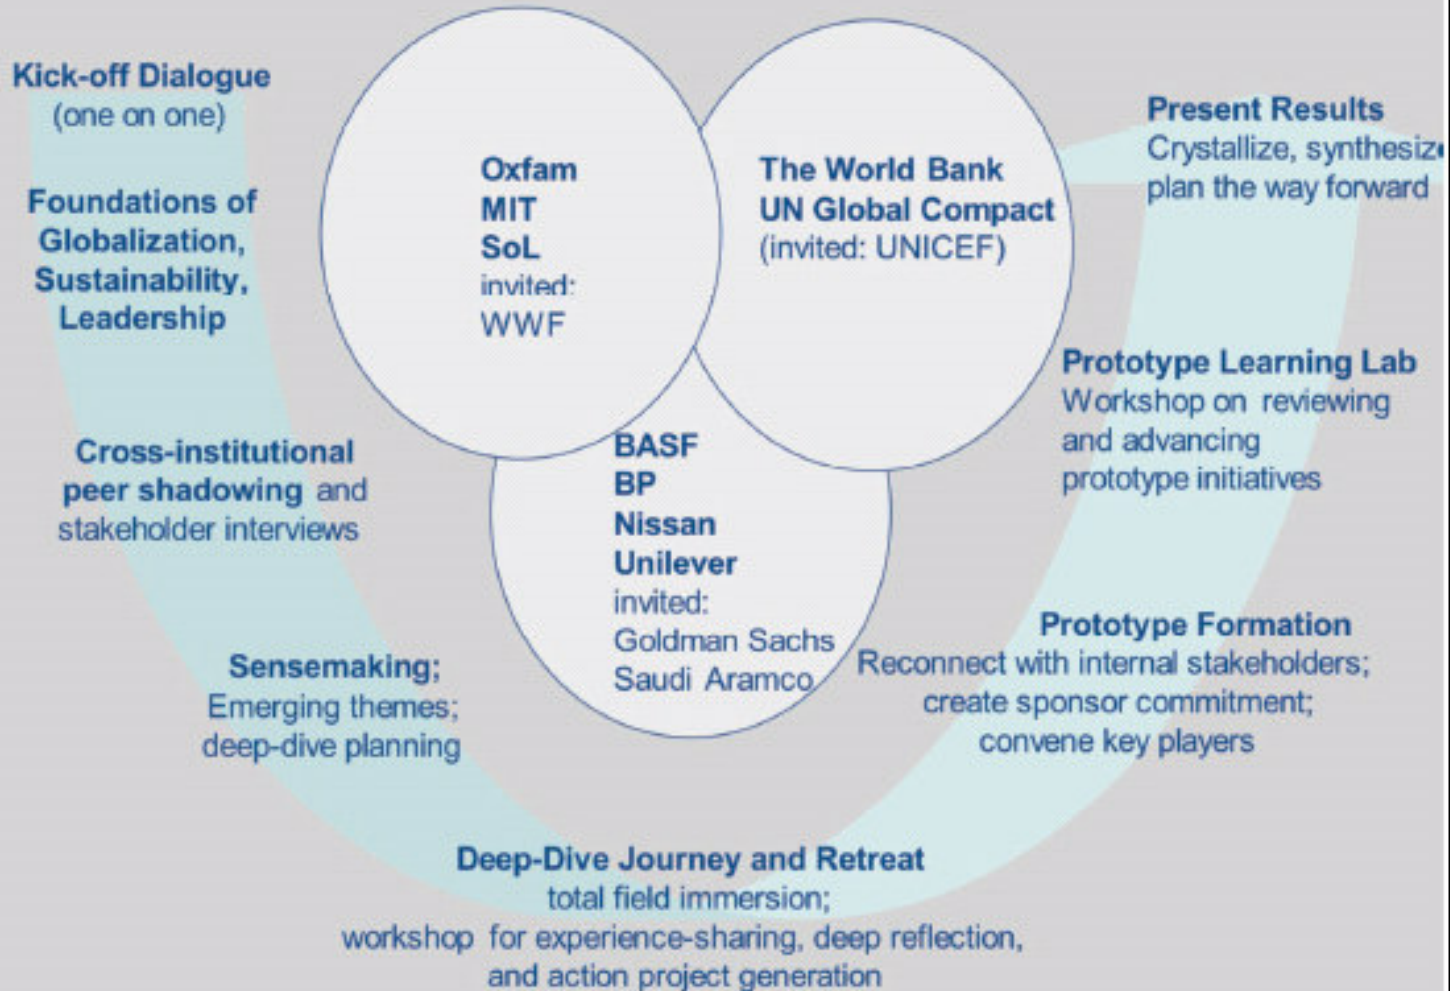 Kick-off Dialogue
(one on one)
Foundations of
Globalization,
Sustainability,
Leadership
Cross-institutional
peer shadowing and
stakeholder interviews
Sensemaking;
Emerging themes;
deep-dive planning
Deep-Dive Journey and Retreat
total field immersion;
workshop for experience-sharing, deep reflection,
and action project generation
Prototype Formation
Reconnect with internal stakeholders;
create sponsor commitment;
convene key players
Prototype Learning Lab
Workshop on reviewing
and advancing
prototype initiatives
Present Results
Crystallize, synthesize
plan the way forward
Oxfam
MIT
SoL
invited:
WWF
The World Bank
UN Global Compact
(invited: UNICEF)
BASF
BP
Nissan
Unilever
invited:
Goldman Sachs
Saudi Aramco